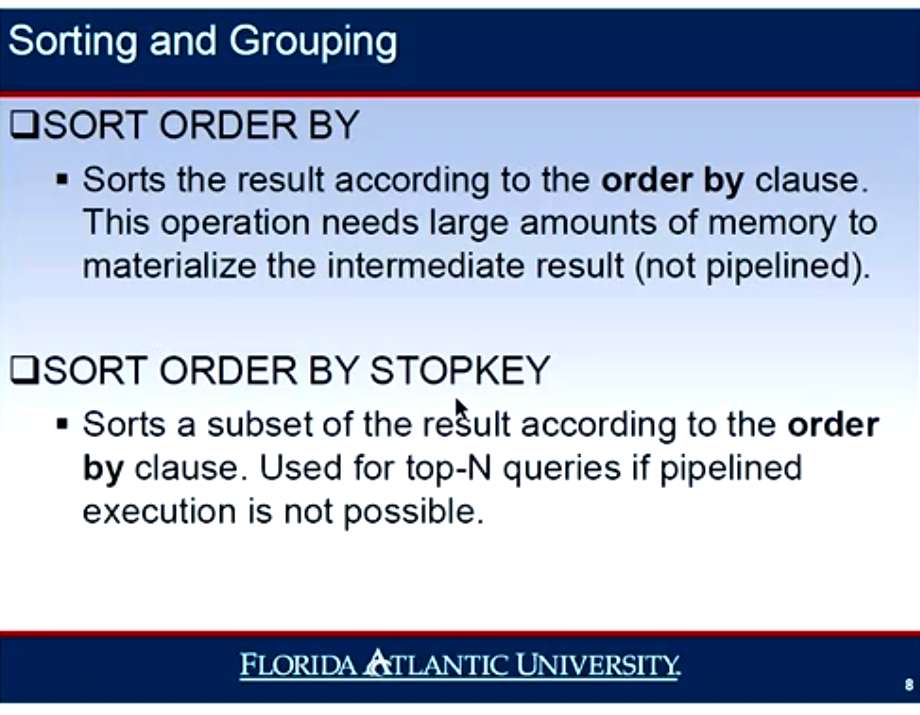 Sorting and Grouping
❑SORT ORDER BY
▪ Sorts the result according to the order by clause.
This operation needs large amounts of memory to
materialize the intermediate result (not pipelined).
❑SORT ORDER BY STOPKEY
▪ Sorts a subset of the result according to the order
by clause. Used for top-N queries if pipelined
execution is not possible.
FLORIDA ATLANTIC UNIVERSITY.
8